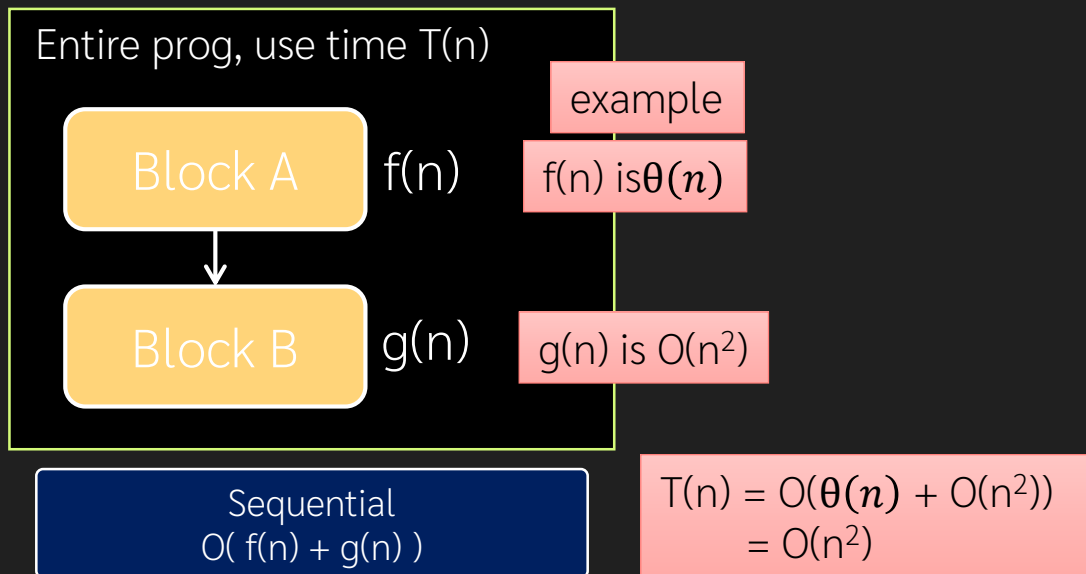 Entire prog, use time T(n)
example
Block A f(n)
f(n) isθ(n)
Block B g(n)
g(n) is O(n²)
Sequential
O( f(n) + g(n) )
T(n) = O(θ(n) + O(n²))
= O(n²)